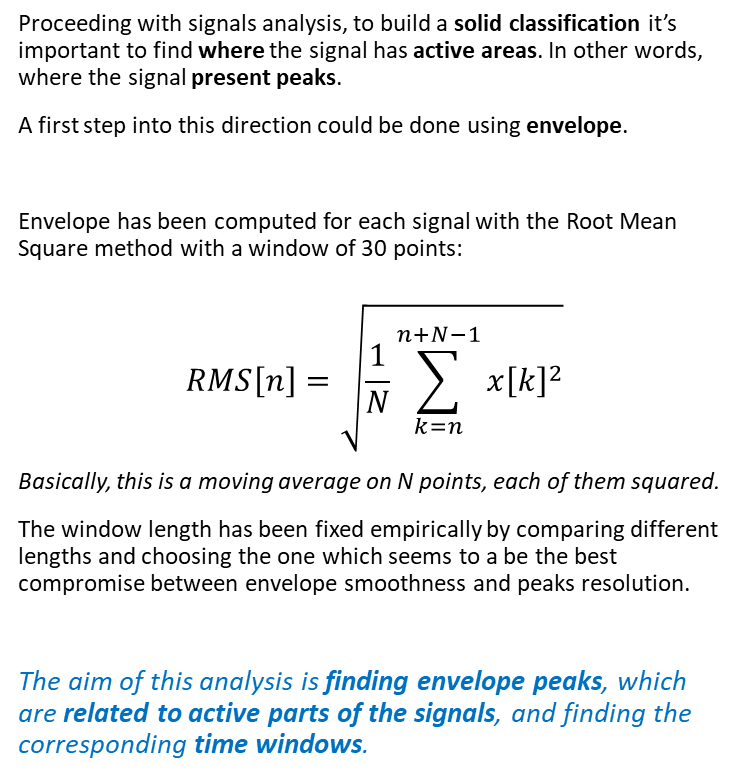 Proceeding with signals analysis, to build a solid classification it’s
important to find where the signal has active areas. In other words,
where the signal present peaks.
A first step into this direction could be done using envelope.
Envelope has been computed for each signal with the Root Mean
Square method with a window of 30 points:
RMS[n] = √(1/N ∑_{k=n}^{n+N−1} x[k]²)
Basically, this is a moving average on N points, each of them squared.
The window length has been fixed empirically by comparing different
lengths and choosing the one which seems to a be the best
compromise between envelope smoothness and peaks resolution.
The aim of this analysis is finding envelope peaks, which
are related to active parts of the signals, and finding the
corresponding time windows.